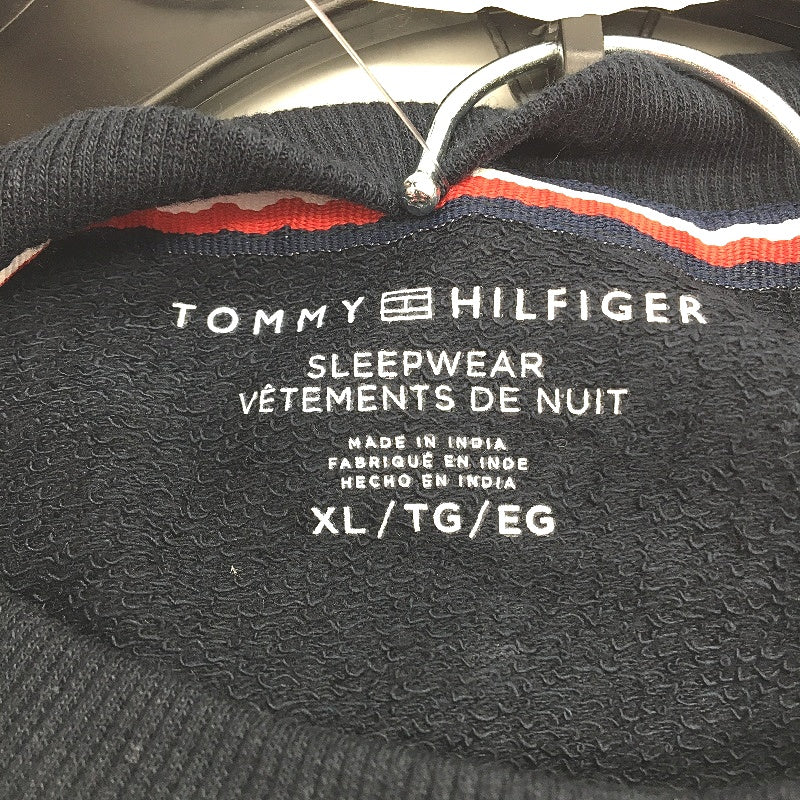 TOMMY HILFIGER
SLEEPWEAR
VÊTEMENTS DE NUIT
MADE IN INDIA
FABRIQUÉ EN INDE
HECHO EN INDIA
XL/TG/EG